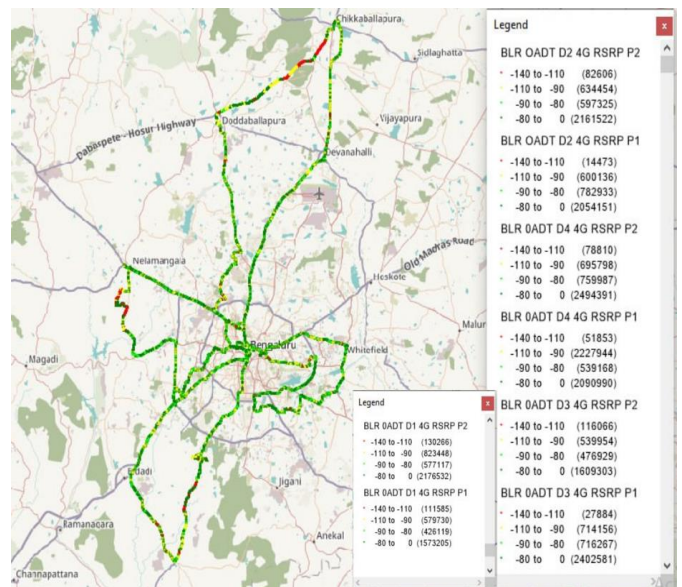 Chikkaballapura
Sidlaghatta
Dabaspete - Hosur Highway
Doddaballapura
Vijayapura
Devanahalli
Old Madras Road
Nelamangala
Hoskote
Bengaluru
Whitefield
Malur
Magadi
Jigani
Ramanagara
Anekal
Channapattana
Legend
x
BLR 0ADT D1 4G RSRP P2
-140 to -110 (130266)
-110 to -90 (823448)
-90 to -80 (577117)
-80 to 0 (2176532)
BLR 0ADT D1 4G RSRP P1
-140 to -110 (111585)
-110 to -90 (579730)
-90 to -80 (426119)
-80 to 0 (1573205)
Legend
x
BLR OADT D2 4G RSRP P2
-140 to -110 (82606)
-110 to -90 (634454)
-90 to -80 (597325)
-80 to 0 (2161522)
BLR OADT D2 4G RSRP P1
-140 to -110 (14473)
-110 to -90 (600136)
-90 to -80 (782933)
-80 to 0 (2054151)
BLR 0ADT D4 4G RSRP P2
-140 to -110 (78810)
-110 to -90 (695798)
-90 to -80 (759987)
-80 to 0 (2494391)
BLR 0ADT D4 4G RSRP P1
-140 to -110 (51853)
-110 to -90 (2227944)
-90 to -80 (539168)
-80 to 0 (2090990)
BLR 0ADT D3 4G RSRP P2
-140 to -110 (116066)
-110 to -90 (539954)
-90 to -80 (476929)
-80 to 0 (1609303)
BLR 0ADT D3 4G RSRP P1
-140 to -110 (27884)
-110 to -90 (714156)
-90 to -80 (716267)
-80 to 0 (2402581)